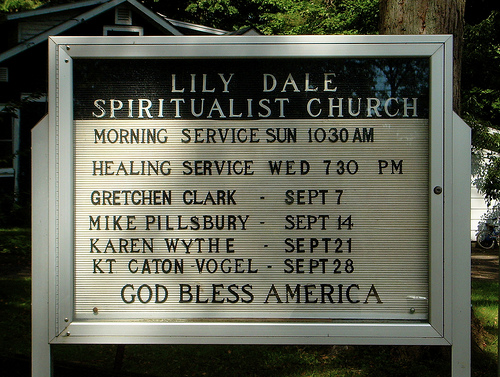 LILY DALE
SPIRITUALIST CHURCH
MORNING SERVICE SUN 1030 AM
HEALING SERVICE WED 730 PM
GRETCHEN CLARK - SEPT 7
MIKE PILLSBURY - SEPT 14
KAREN WYTHE - SEPT 21
KT CATON-VOGEL - SEPT 28
GOD BLESS AMERICA